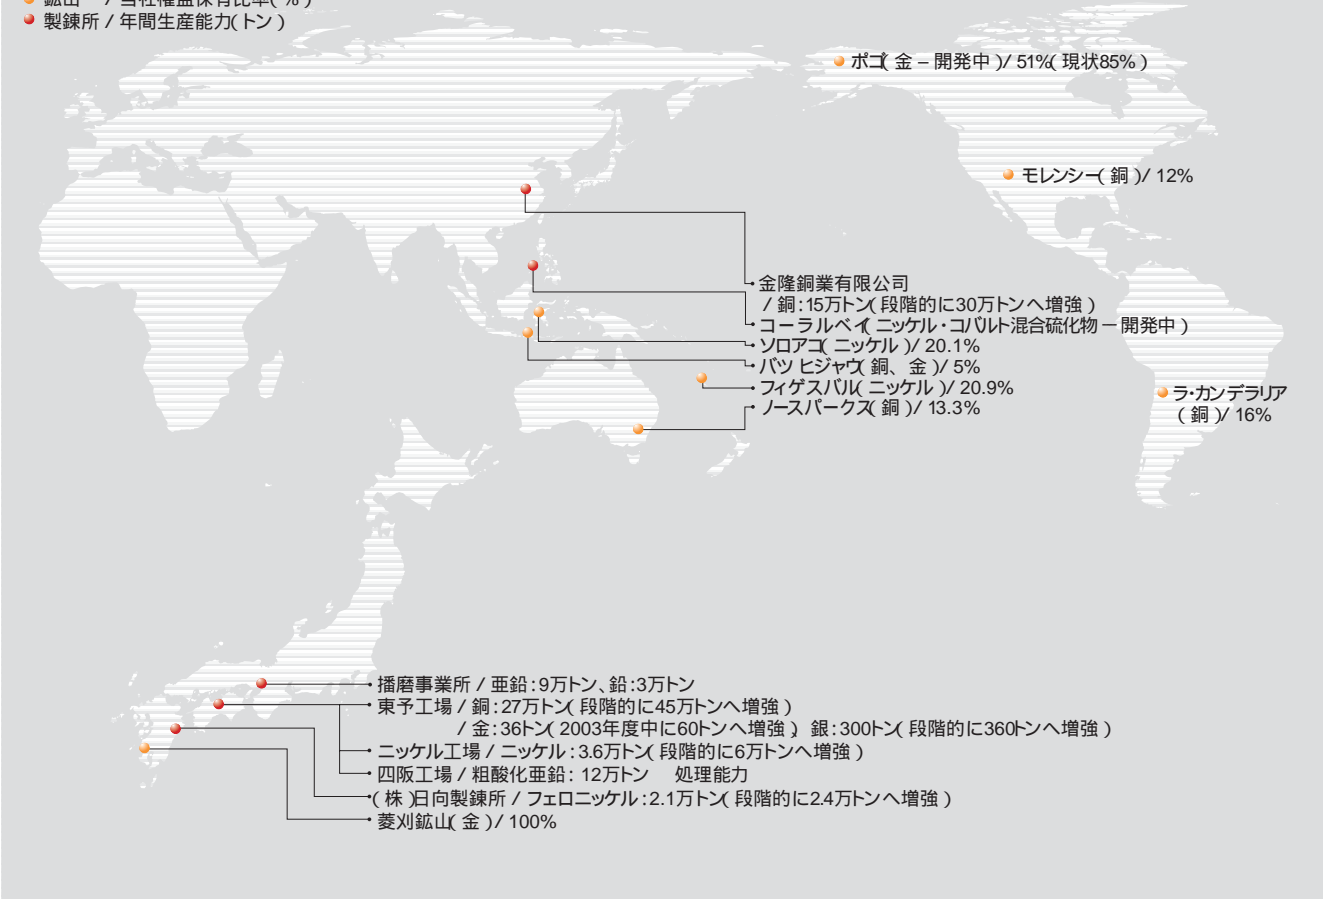 鉱山 / 当社権益保有比率(%)
製錬所 / 年間生産能力(トン)
ポゴ(金 – 開発中)/ 51%(現状85%)
モレンシー(銅)/ 12%
金隆銅業有限公司
/ 銅:15万トン(段階的に30万トンへ増強)
コーラルベイ(ニッケル・コバルト混合硫化物 ー 開発中)
ソロアコ(ニッケル)/ 20.1%
バツ ヒジャウ(銅、金)/ 5%
フィゲスバル(ニッケル)/ 20.9%
ノースパークス(銅)/ 13.3%
ラ・カンデラリア
(銅)/ 16%
播磨事業所 / 亜鉛:9万トン、鉛:3万トン
東予工場 / 銅:27万トン(段階的に45万トンへ増強)
/ 金:36トン(2003年度中に60トンへ増強)、銀:300トン(段階的に360トンへ増強)
ニッケル工場 / ニッケル:3.6万トン(段階的に6万トンへ増強)
四阪工場 / 粗酸化亜鉛:12万トン 処理能力
(株)日向製錬所 / フェロニッケル:2.1万トン(段階的に2.4万トンへ増強)
菱刈鉱山(金)/ 100%